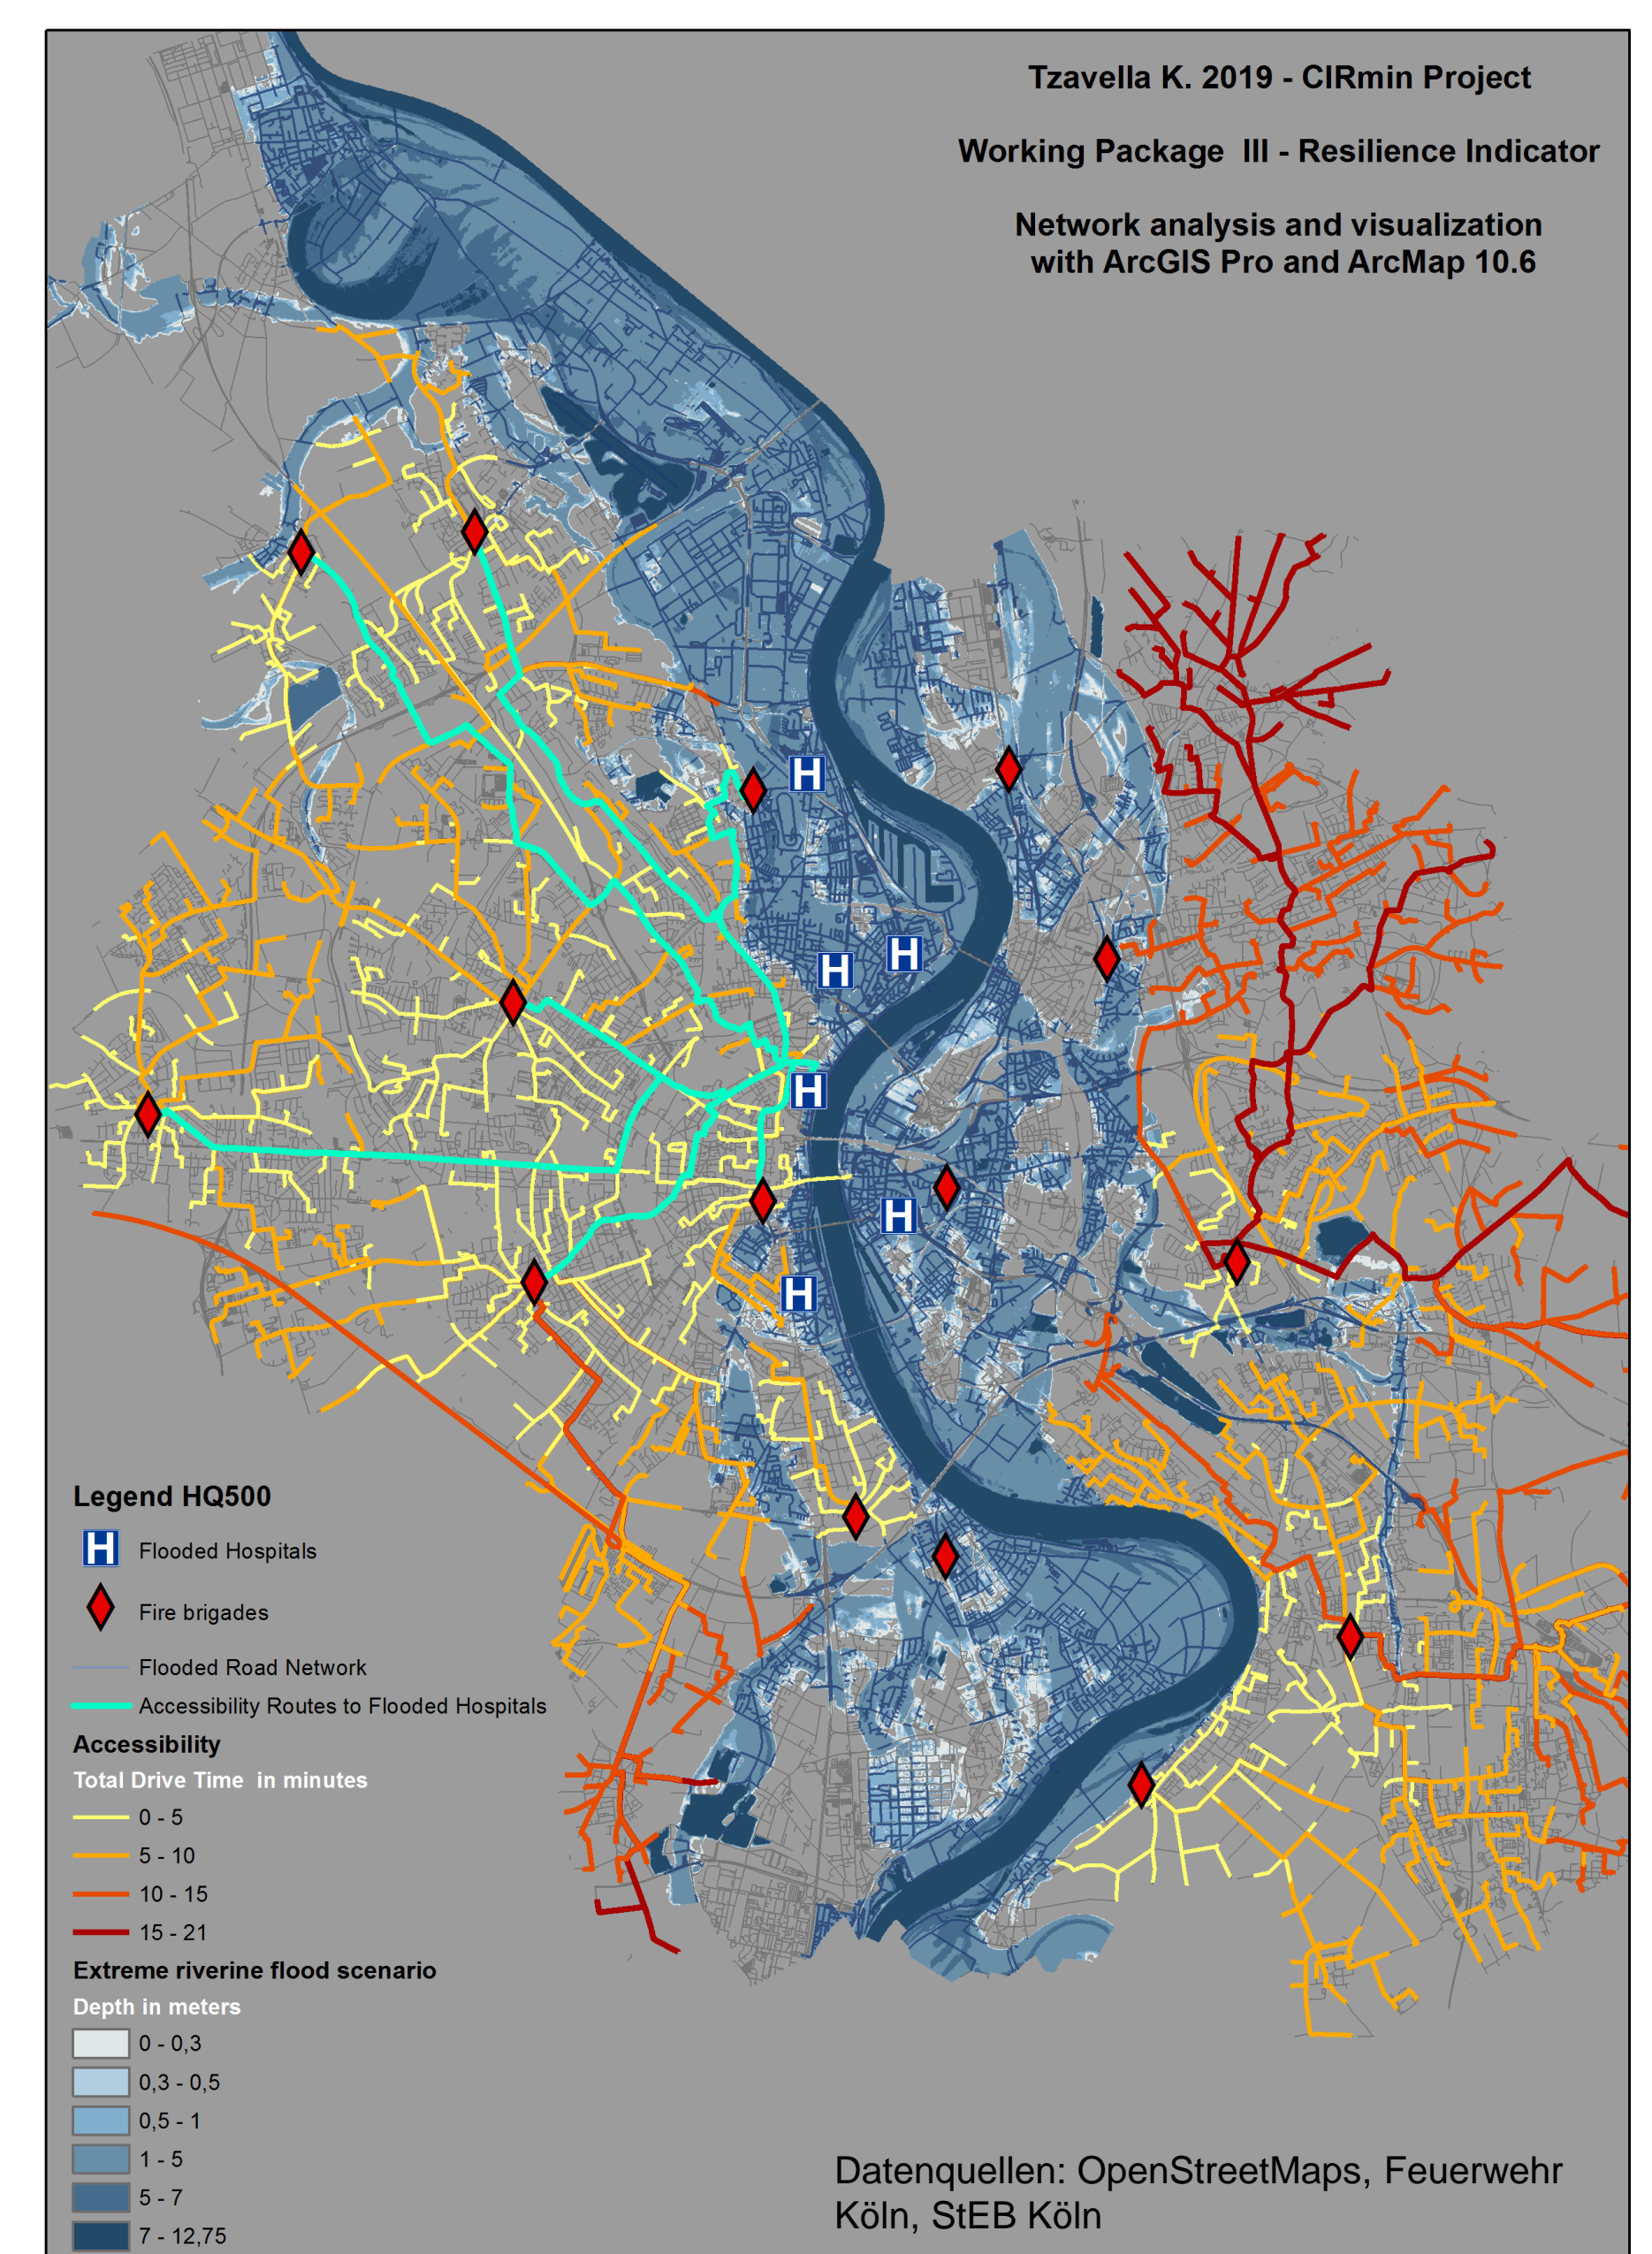 Tzavella K. 2019 - CIRmin Project
Working Package III - Resilience Indicator
Network analysis and visualization
with ArcGIS Pro and ArcMap 10.6
H
H
H
H
H
H
Legend HQ500
H Flooded Hospitals
Fire brigades
Flooded Road Network
Accessibility Routes to Flooded Hospitals
Accessibility
Total Drive Time in minutes
0 - 5
5 - 10
10 - 15
15 - 21
Extreme riverine flood scenario
Depth in meters
0 - 0,3
0,3 - 0,5
0,5 - 1
1 - 5
5 - 7
7 - 12,75
Datenquellen: OpenStreetMaps, Feuerwehr
Köln, StEB Köln